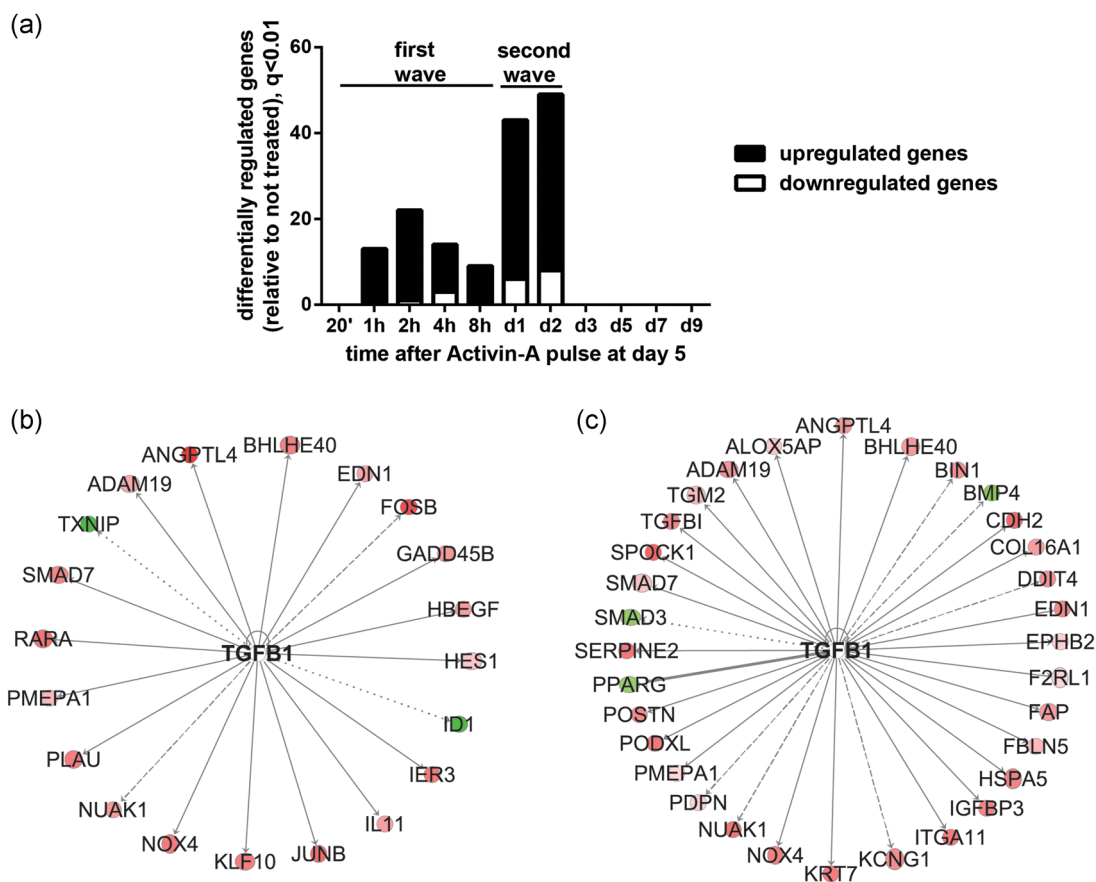 (a)
differentially regulated genes
(relative to not treated), q<0.01
60
40
20
0
first
wave
second
wave
20' 1h 2h 4h 8h d1 d2 d3 d5 d7 d9
time after Activin-A pulse at day 5
upregulated genes
downregulated genes
(b)
BHLHE40
ANGPTL4
EDN1
ADAM19
FOSB
TXNIP
GADD45B
SMAD7
HBEGF
RARA
TGFB1
HES1
PMEPA1
ID1
PLAU
IER3
NUAK1
IL11
NOX4
JUNB
KLF10
(c)
ANGPTL4
ALOX5AP
BHLHE40
ADAM19
BIN1
TGM2
BMP4
TGFBI
CDH2
SPOCK1
COL16A1
SMAD7
DDIT4
SMAD3
EDN1
SERPINE2
TGFB1
EPHB2
PPARG
F2RL1
POSTN
FAP
PODXL
FBLN5
PMEPA1
HSPA5
PDPN
IGFBP3
NUAK1
ITGA11
NOX4
KCNG1
KRT7